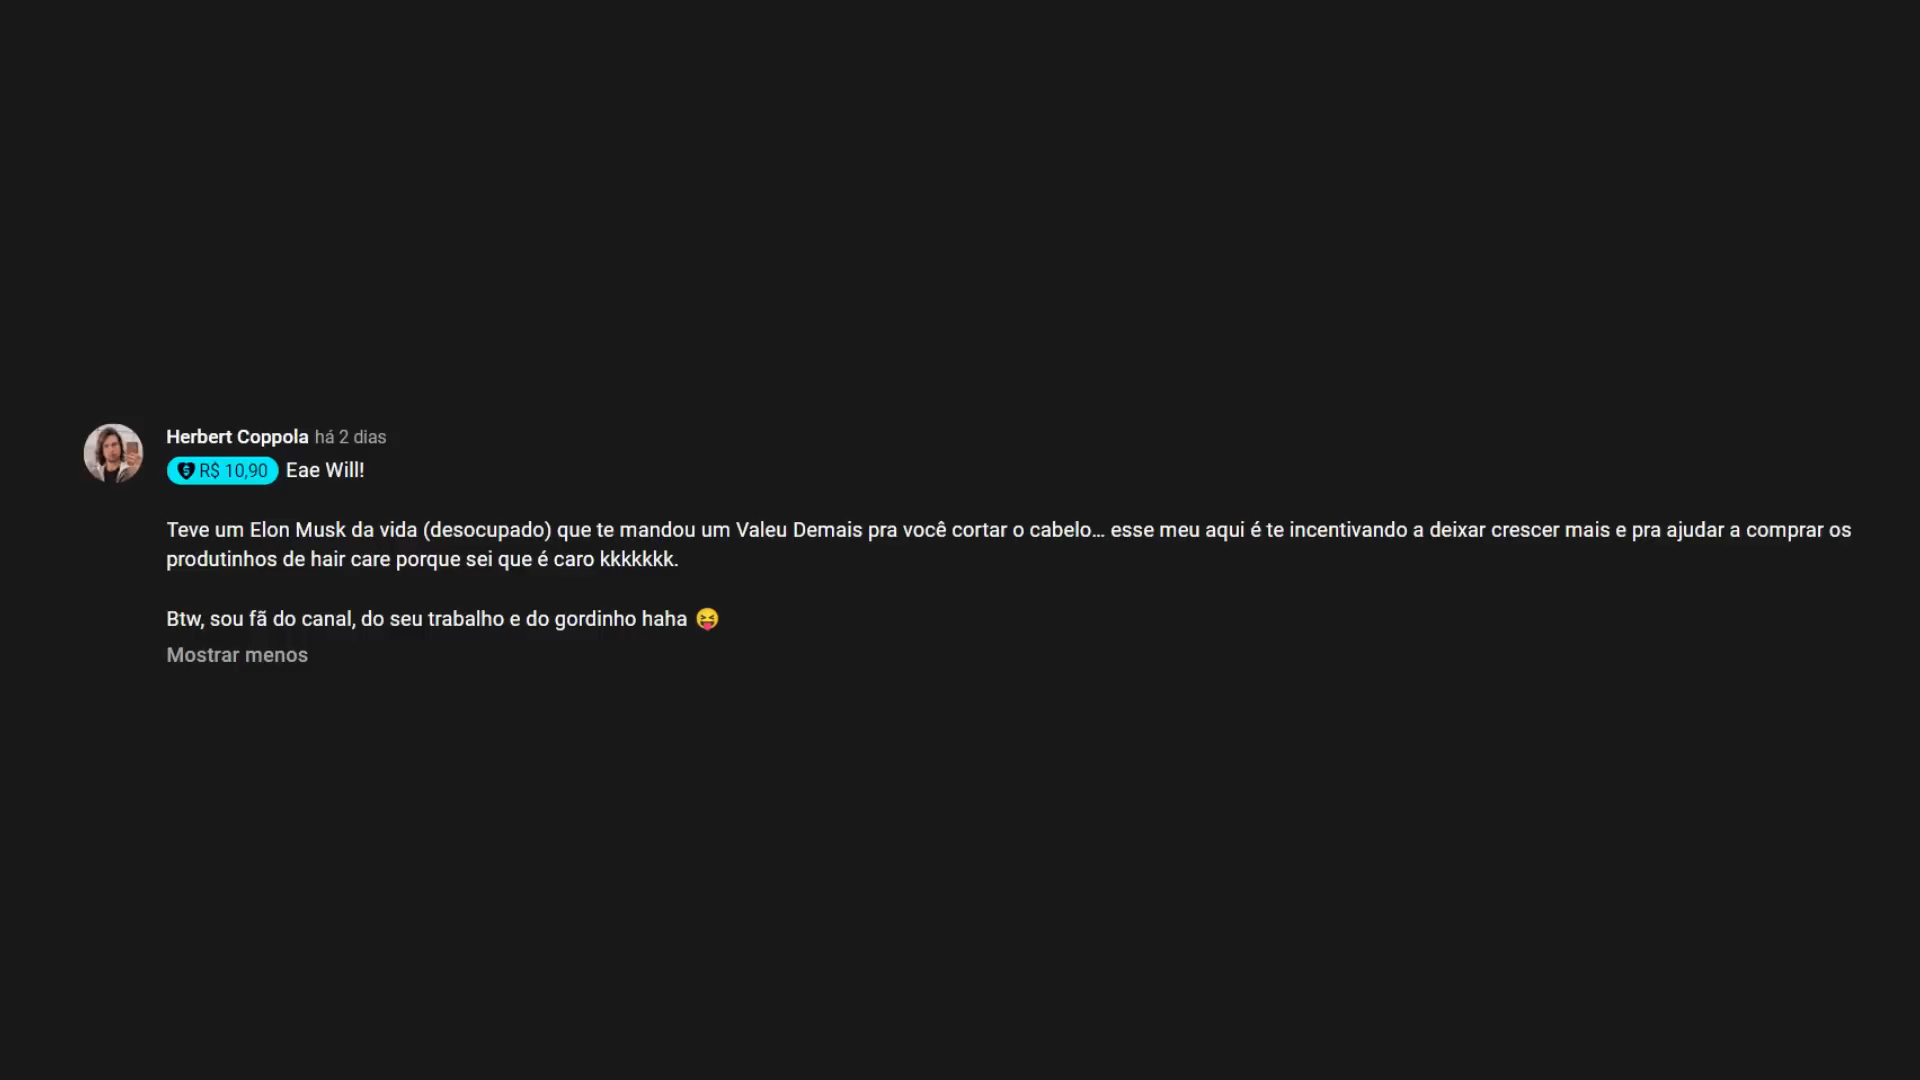 Herbert Coppola há 2 dias
R$ 10,90 Eae Will!
Teve um Elon Musk da vida (desocupado) que te mandou um Valeu Demais pra você cortar o cabelo... esse meu aqui é te incentivando a deixar crescer mais e pra ajudar a comprar os
produtinhos de hair care porque sei que é caro kkkkkkk.
Btw, sou fã do canal, do seu trabalho e do gordinho haha 😝
Mostrar menos